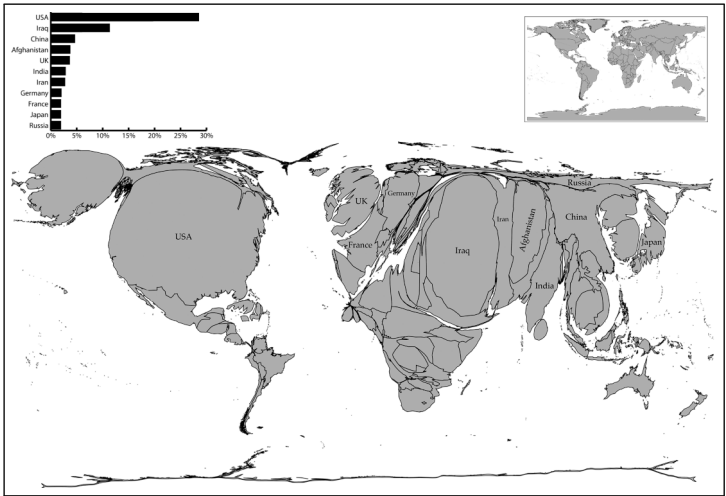 USA
Iraq
China
Afghanistan
UK
India
Iran
Germany
France
Japan
Russia
0% 5% 10% 15% 20% 25% 30%
Russia
Germany
UK
Iran
Afghanistan
China
USA
France
Iraq
Japan
India